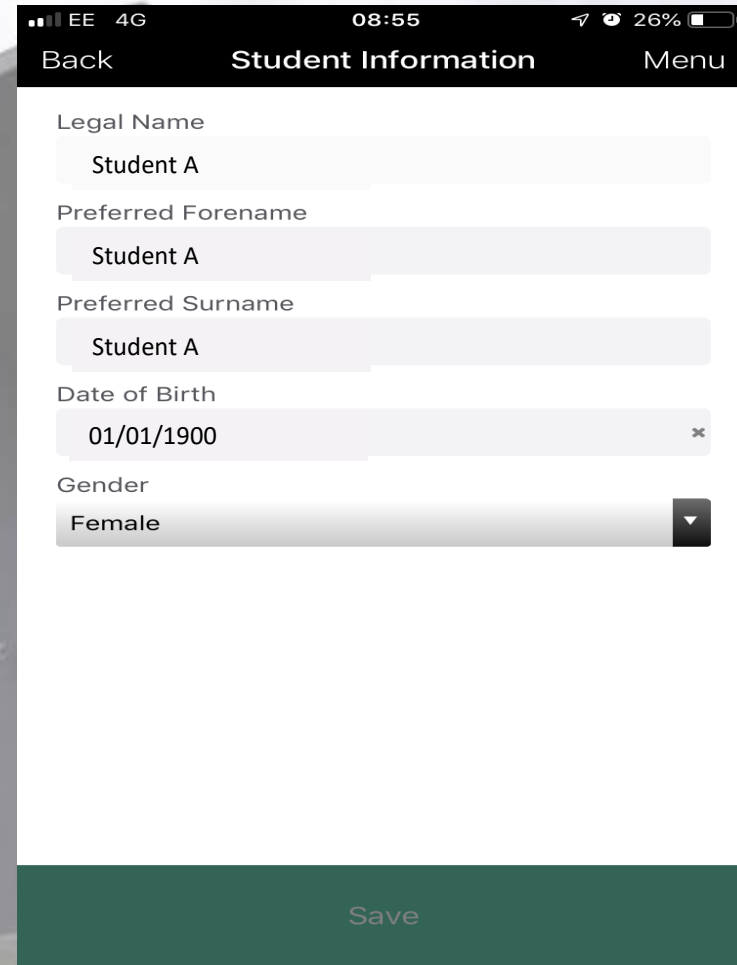 EE 4G 08:55 26%
Back Student Information Menu
Legal Name
Student A
Preferred Forename
Student A
Preferred Surname
Student A
Date of Birth
01/01/1900
Gender
Female
Save